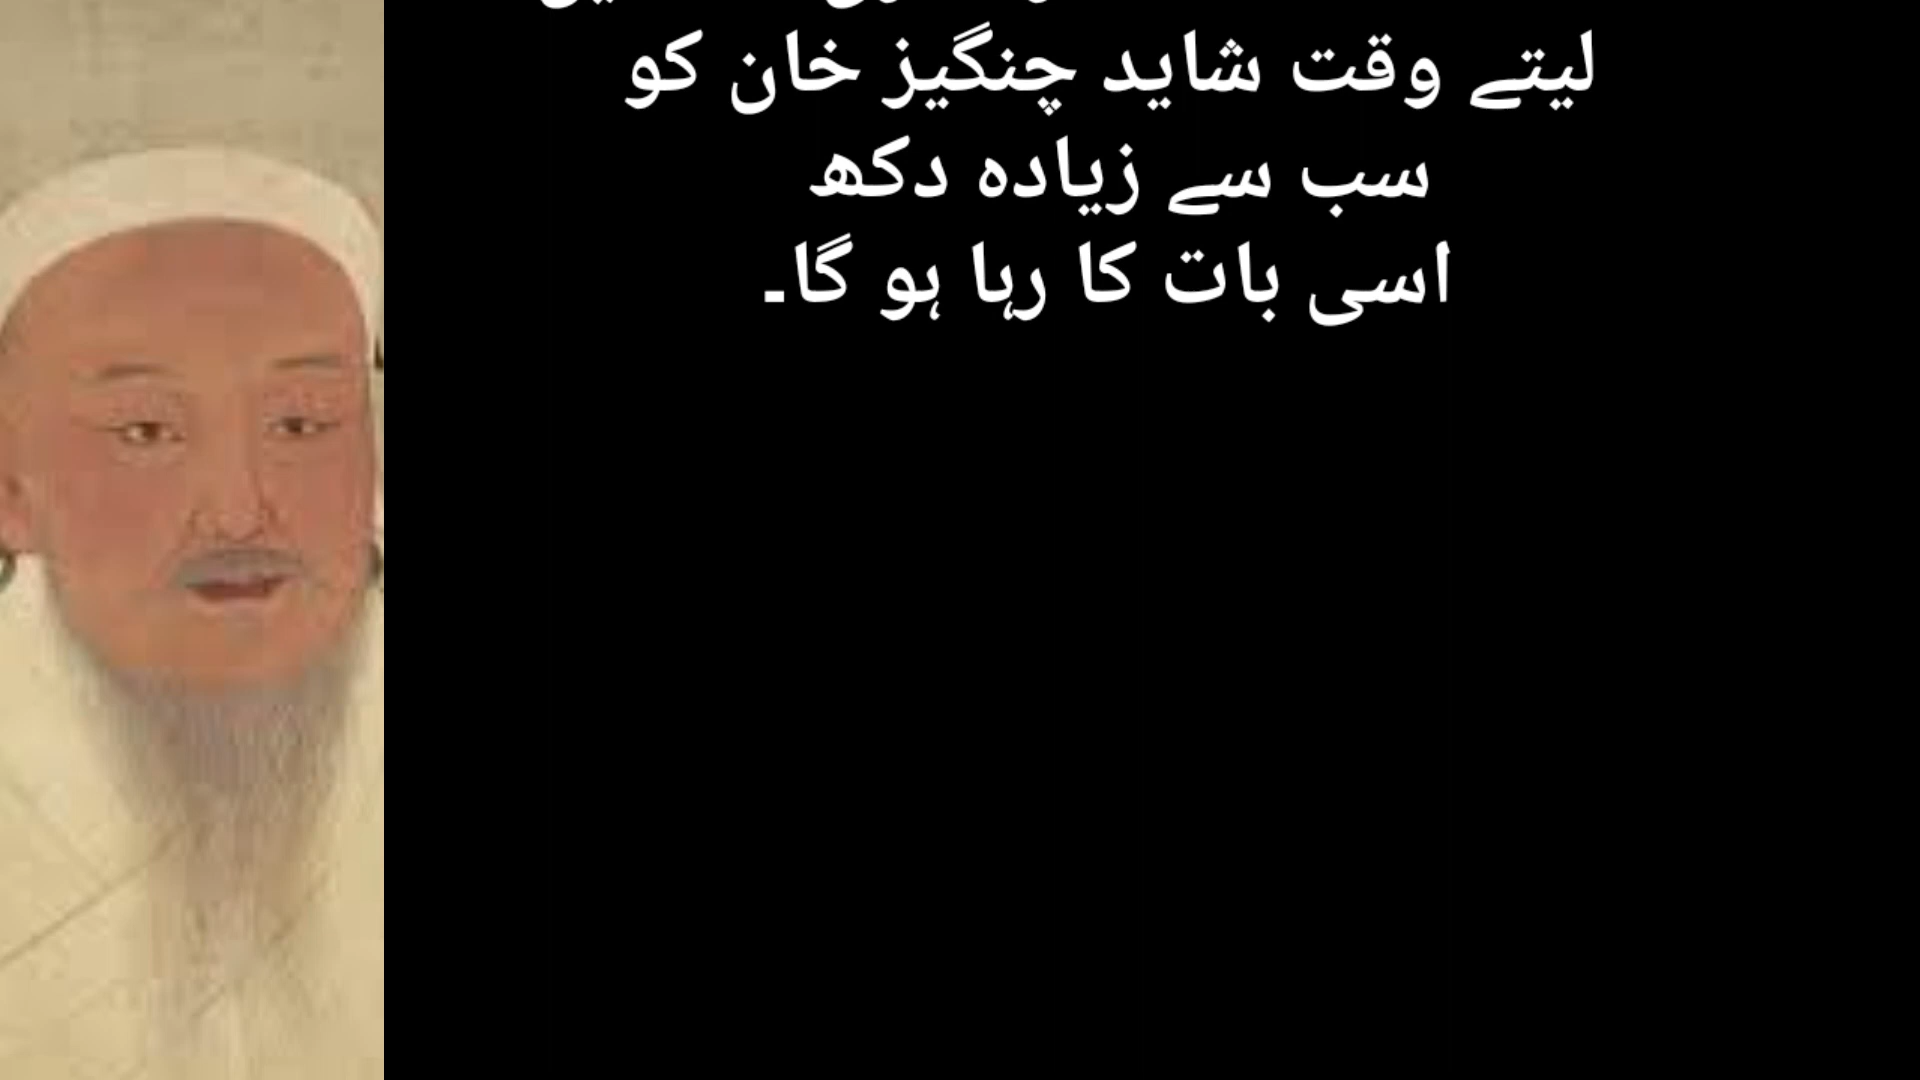 لیتے وقت شاید چنگیز خان کو
سب سے زیادہ دکھ
اسی بات کا رہا ہو گا۔